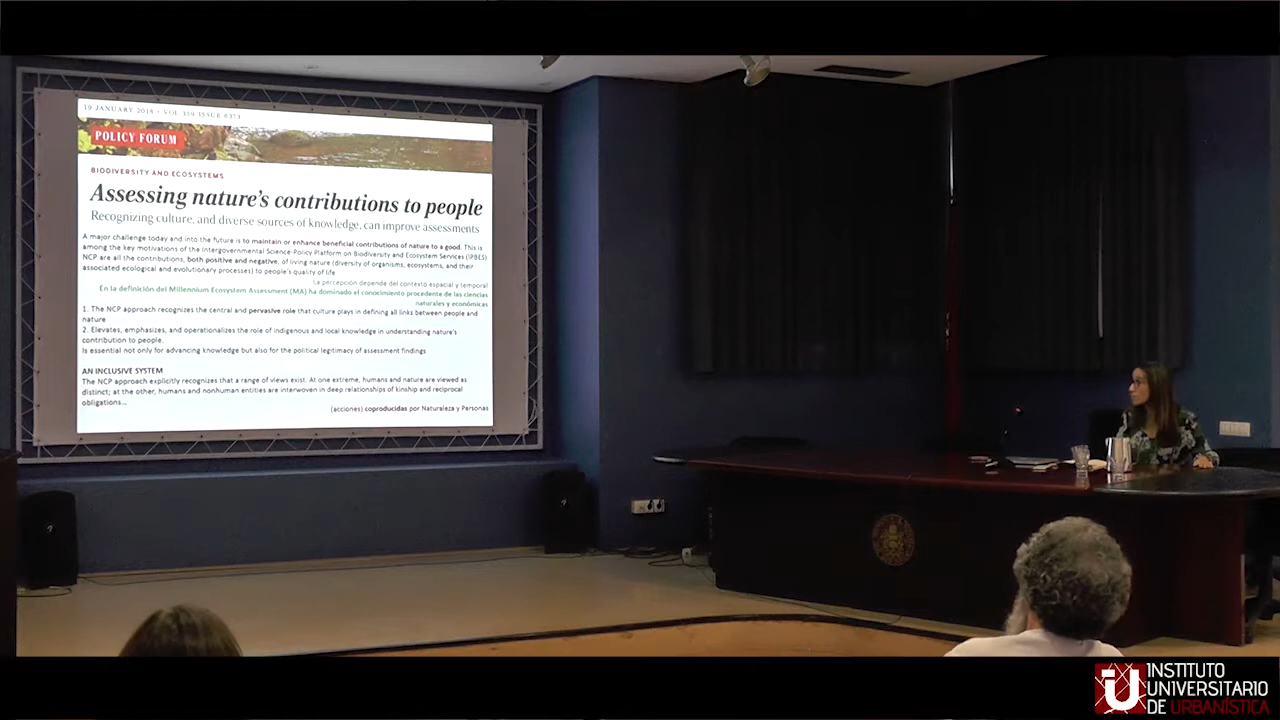 19 JANUARY 2018 • VOL 359 ISSUE 6373
POLICY FORUM
BIODIVERSITY AND ECOSYSTEMS
Assessing nature's contributions to people
Recognizing culture, and diverse sources of knowledge, can improve assessments
A major challenge today and into the future is to maintain or enhance beneficial contributions of nature to a good. This is
among the key motivations of the Intergovernmental Science-Policy Platform on Biodiversity and Ecosystem Services (IPBES)
NCP are all the contributions, both positive and negative, of living nature (diversity of organisms, ecosystems, and their
associated ecological and evolutionary processes) to people's quality of life
La percepción depende del contexto espacial y temporal
En la definición del Millennium Ecosystem Assessment (MA) ha dominado el conocimiento procedente de las ciencias
naturales y económicas
1. The NCP approach recognizes the central and pervasive role that culture plays in defining all links between people and
nature
2. Elevates, emphasizes, and operationalizes the role of indigenous and local knowledge in understanding nature's
contribution to people.
Is essential not only for advancing knowledge but also for the political legitimacy of assessment findings
AN INCLUSIVE SYSTEM
The NCP approach explicitly recognizes that a range of views exist. At one extreme, humans and nature are viewed as
distinct; at the other, humans and nonhuman entities are interwoven in deep relationships of kinship and reciprocal
obligations...
(acciones) coproducidas por Naturaleza y Personas
INSTITUTO
UNIVERSITARIO
DE URBANÍSTICA